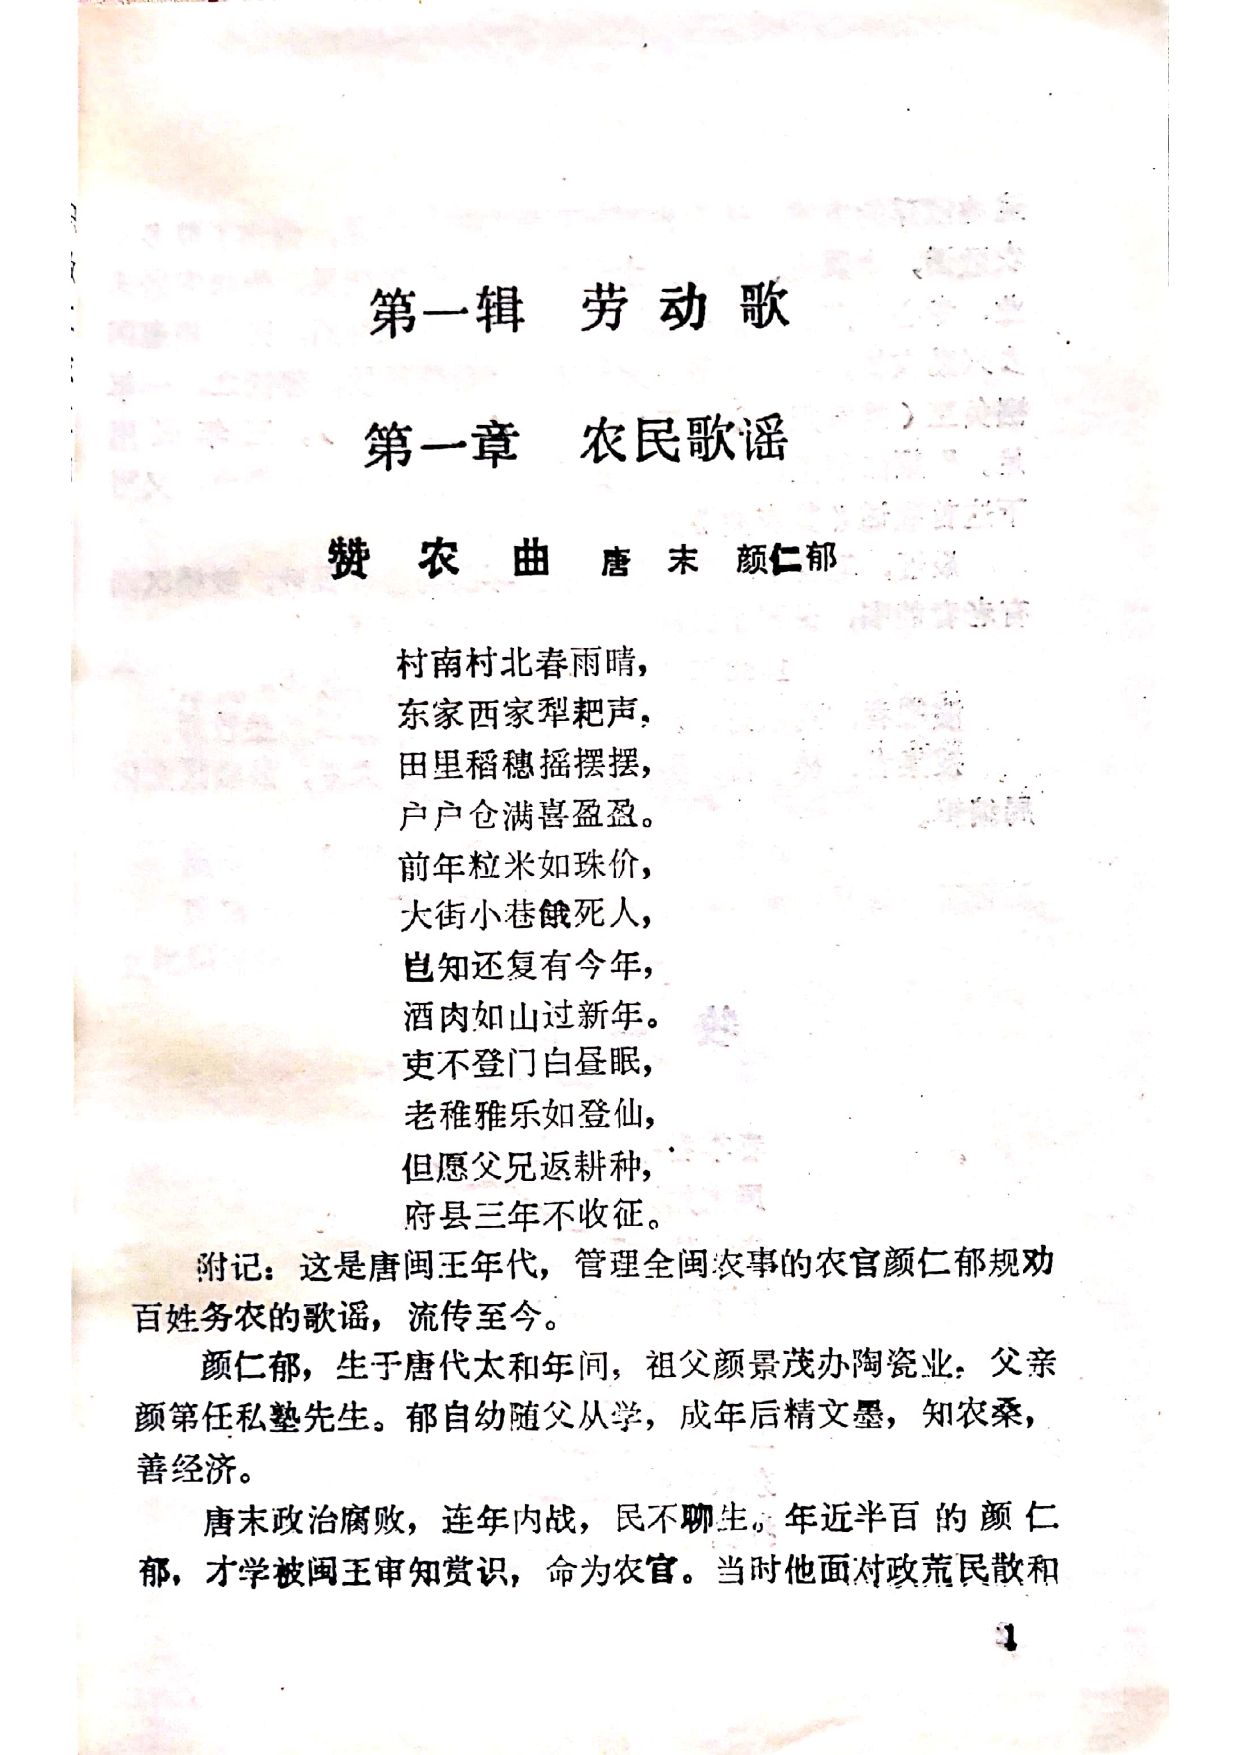 第一辑 劳动歌
第一章 农民歌谣
赞农曲 唐末 颜仁郁
村南村北春雨晴，
东家西家犁耙声，
田里稻穗摇摆摆，
户户仓满喜盈盈。
前年粒米如珠价，
大街小巷餓死人，
岂知还复有今年，
酒肉如山过新年。
吏不登门白昼眠，
老稚雅乐如登仙，
但愿父兄返耕种，
府县三年不收征。
附记：这是唐闽王年代，管理全闽农事的农官颜仁郁规劝
百姓务农的歌谣，流传至今。
颜仁郁，生于唐代太和年间，祖父颜景茂办陶瓷业，父亲
颜第任私塾先生。郁自幼随父从学，成年后精文墨，知农桑，
善经济。
唐末政治腐败，连年内战，民不聊生。年近半百的颜仁
郁，才学被闽王审知赏识，命为农官。当时他面对政荒民散和
1